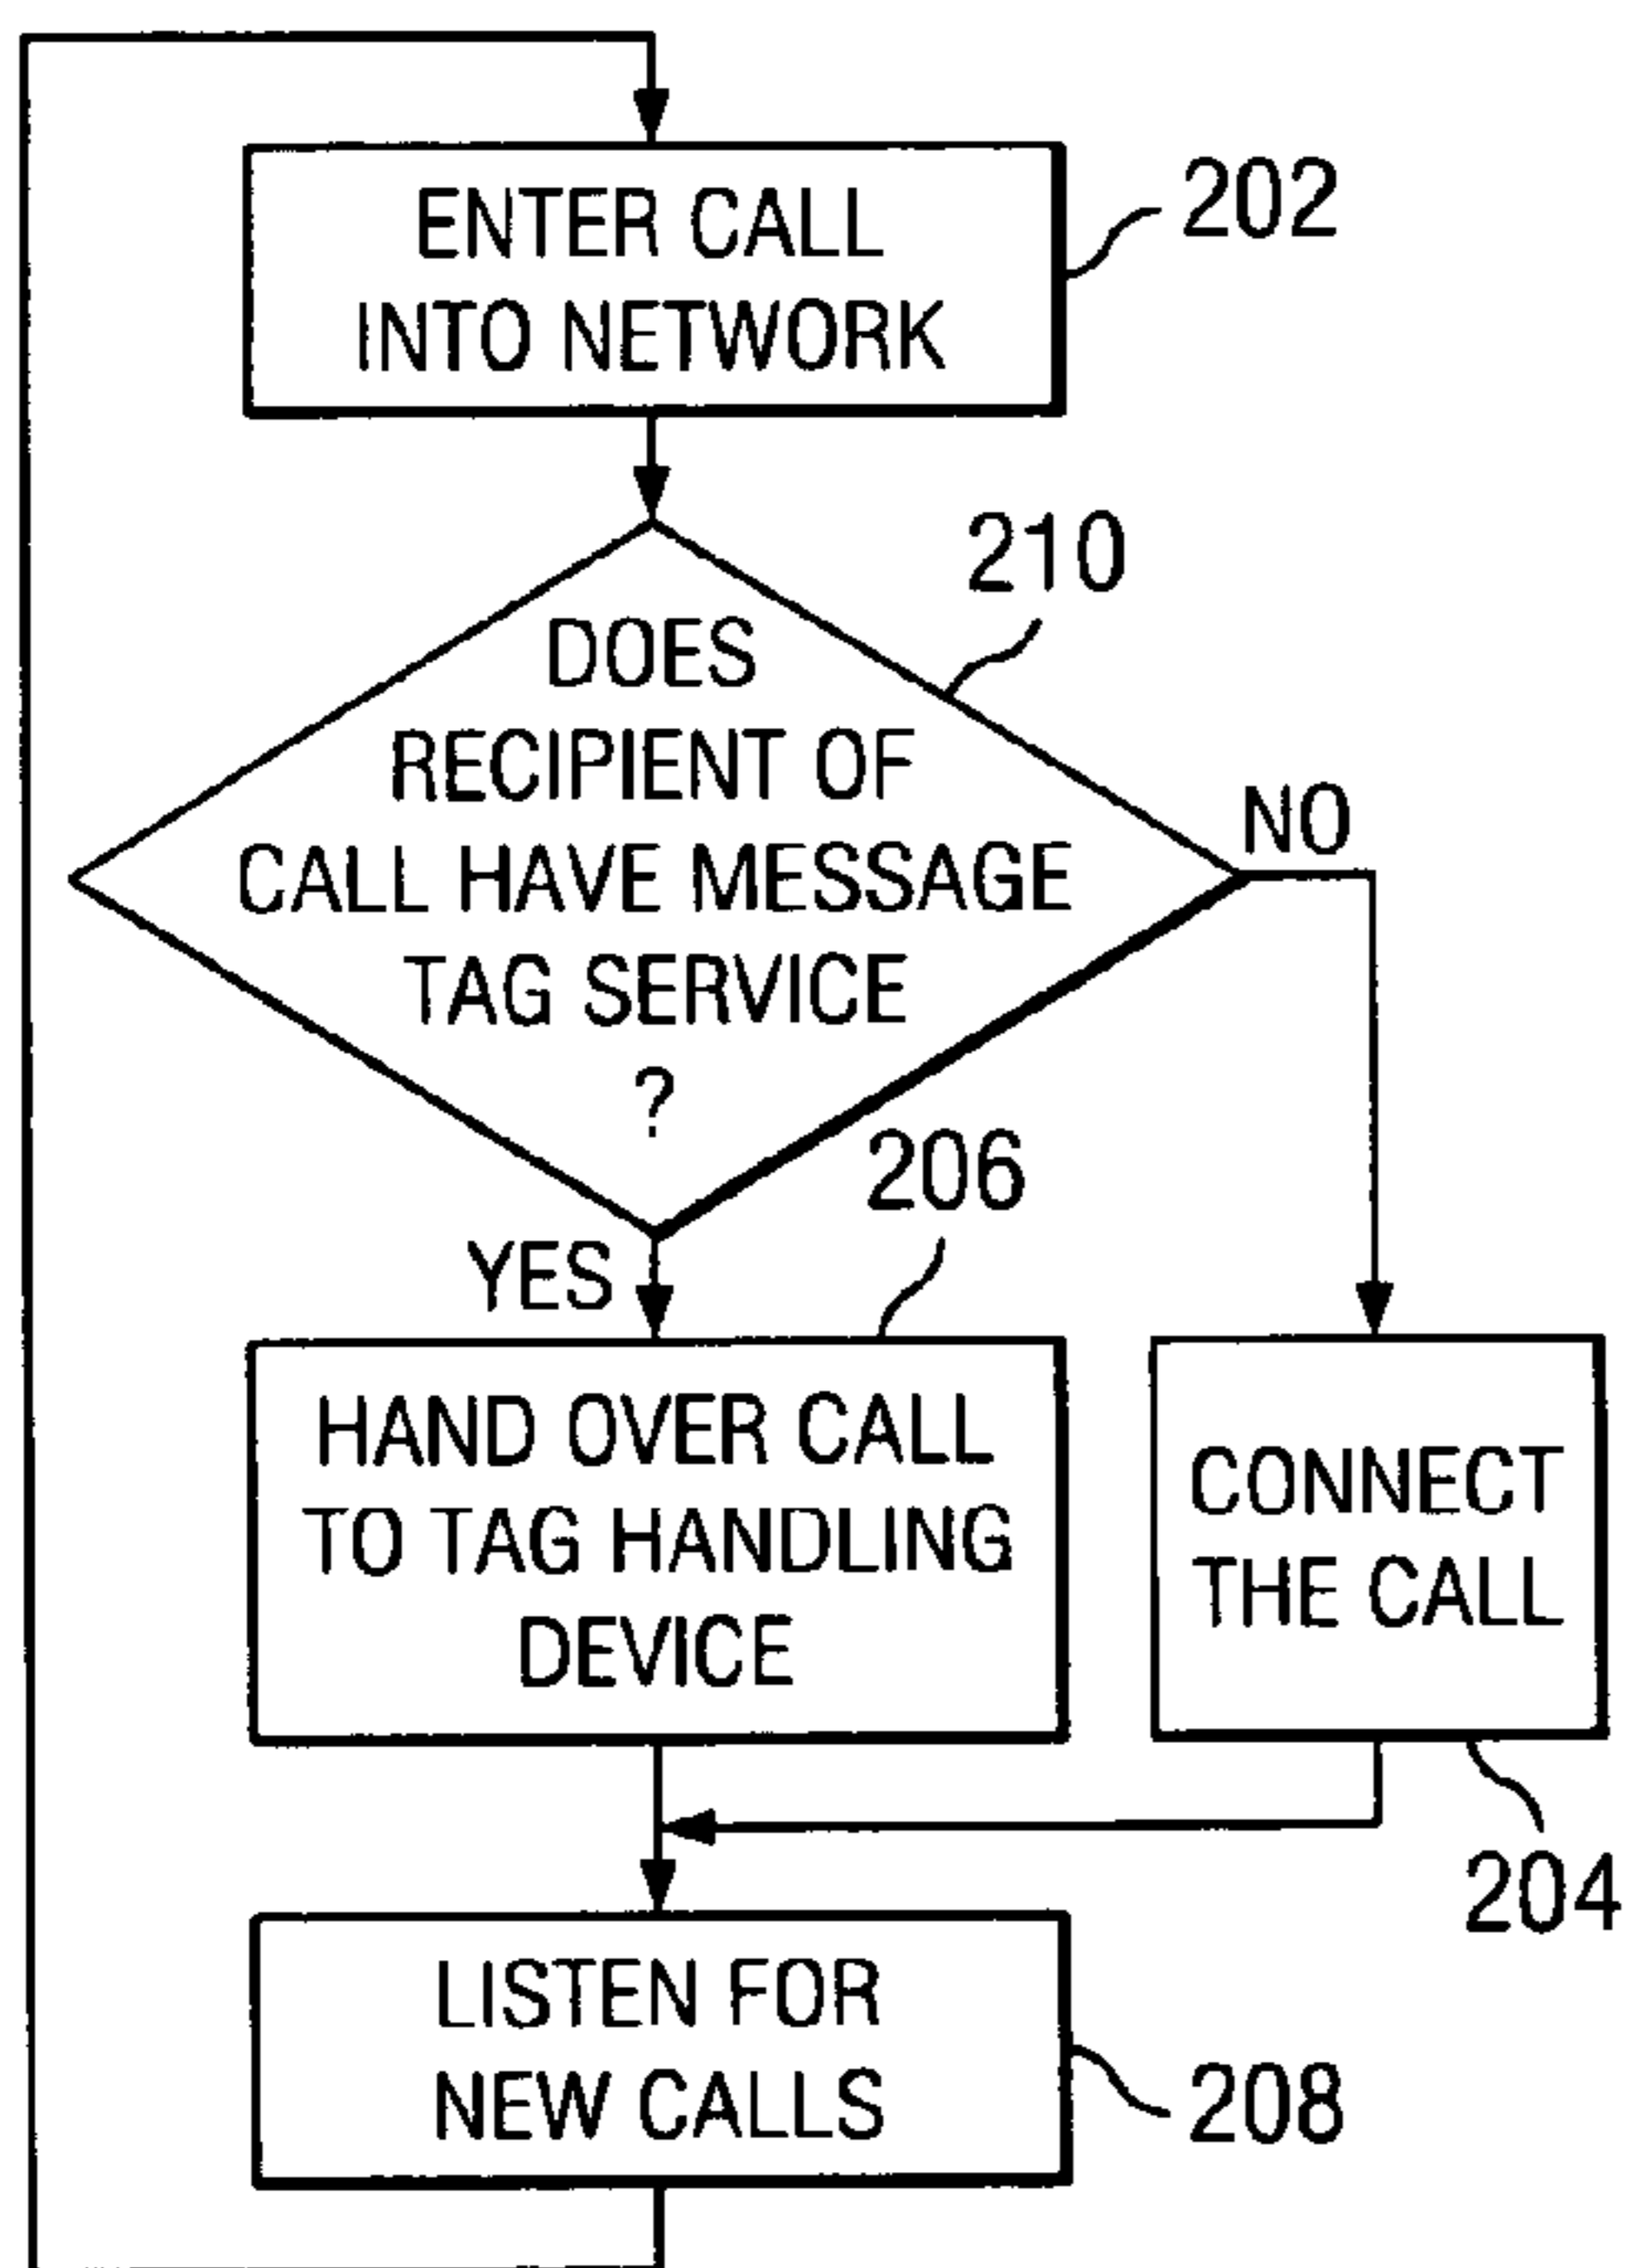 ENTER CALL
INTO NETWORK
202
210
DOES
RECIPIENT OF
CALL HAVE MESSAGE
TAG SERVICE
?
NO
YES
206
HAND OVER CALL
TO TAG HANDLING
DEVICE
CONNECT
THE CALL
204
LISTEN FOR
NEW CALLS
208